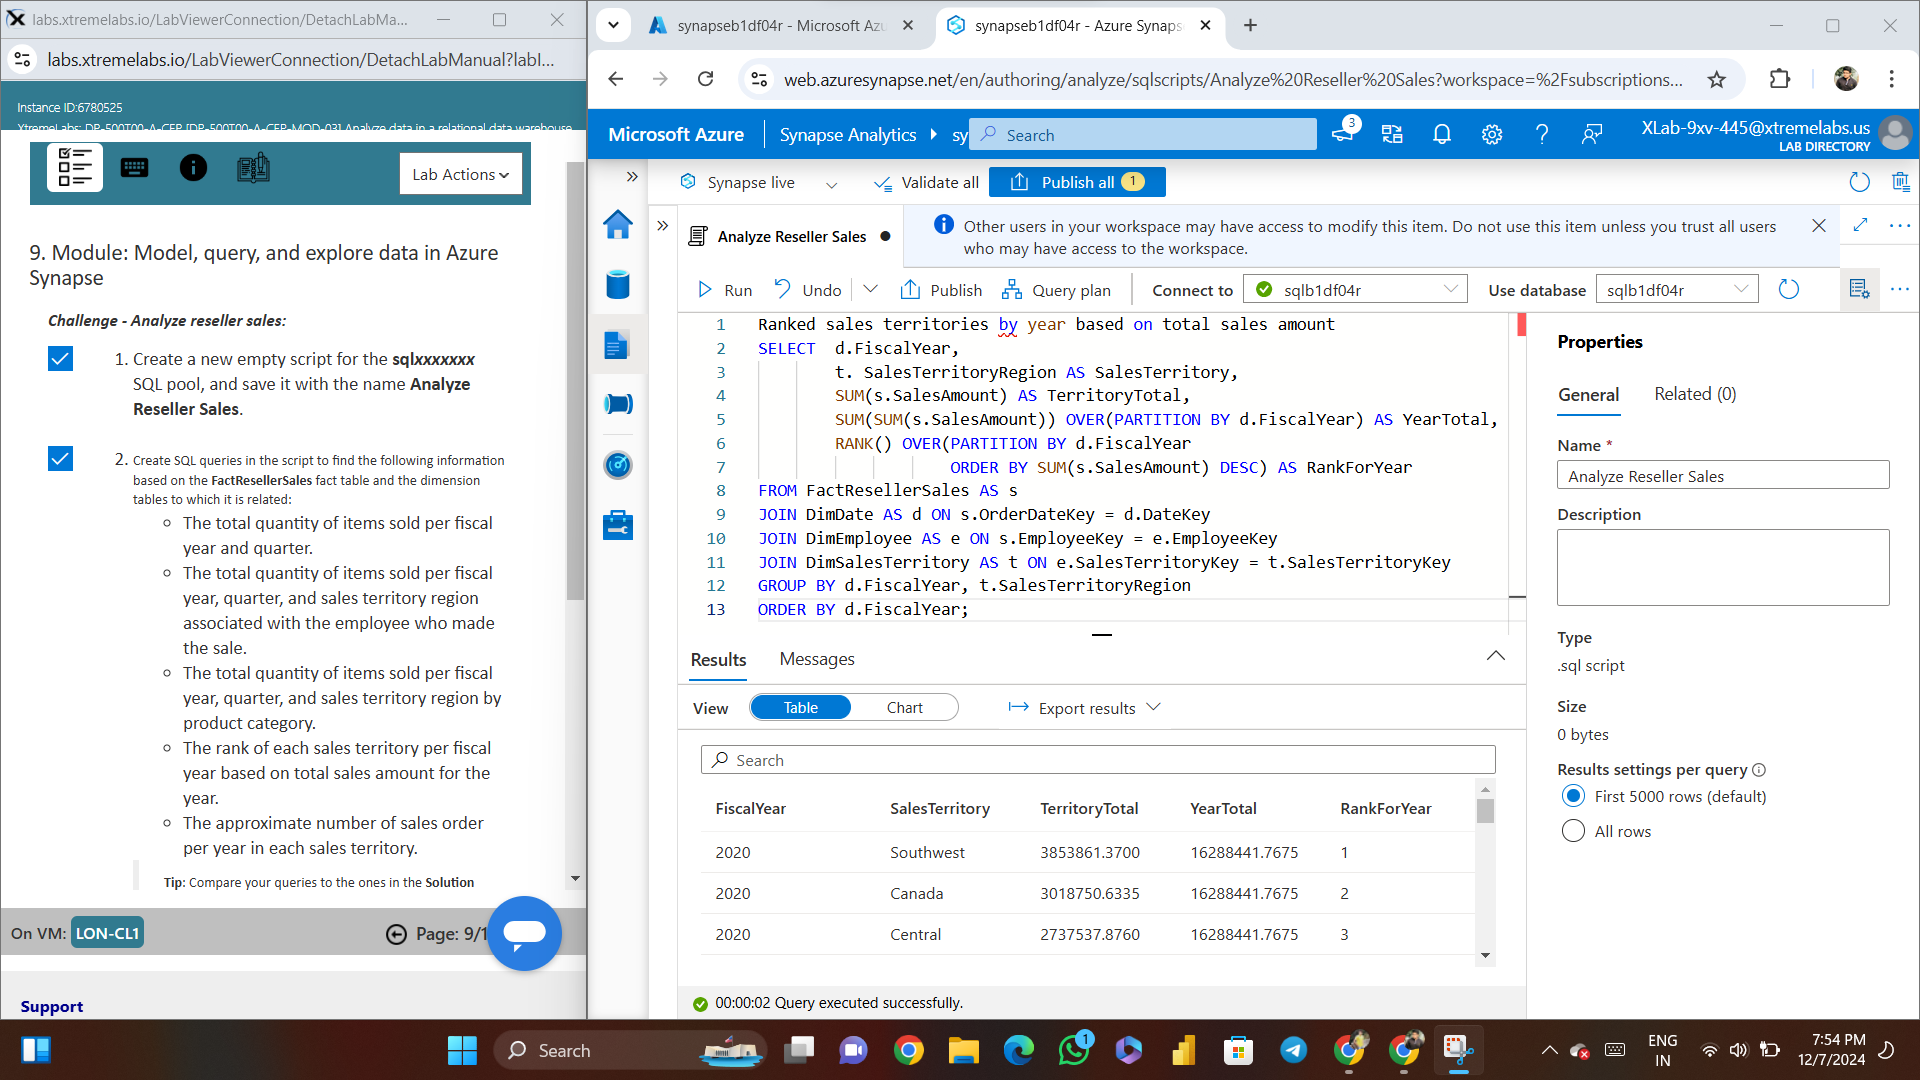 labs.xtremelabs.io/LabViewerConnection/DetachLabMa...
labs.xtremelabs.io/LabViewerConnection/DetachLabManual?labI...
Instance ID:6780525
XtremeLabs: DP-500T00-A-CEP [DP-500T00-A-CEP-MOD-03] Analyze data in a relational data warehouse
Lab Actions
9. Module: Model, query, and explore data in Azure
Synapse
Challenge - Analyze reseller sales:
1. Create a new empty script for the sqlxxxxxxx
SQL pool, and save it with the name Analyze
Reseller Sales.
2. Create SQL queries in the script to find the following information
based on the FactResellerSales fact table and the dimension
tables to which it is related:
The total quantity of items sold per fiscal
year and quarter.
The total quantity of items sold per fiscal
year, quarter, and sales territory region
associated with the employee who made
the sale.
The total quantity of items sold per fiscal
year, quarter, and sales territory region by
product category.
The rank of each sales territory per fiscal
year based on total sales amount for the
year.
The approximate number of sales order
per year in each sales territory.
Tip: Compare your queries to the ones in the Solution
On VM: LON-CL1
Page: 9/1
Support
synapseb1df04r - Microsoft Azu
synapseb1df04r - Azure Synaps
web.azuresynapse.net/en/authoring/analyze/sqlscripts/Analyze%20Reseller%20Sales?workspace=%2Fsubscriptions...
Microsoft Azure
Synapse Analytics
sy
Search
3
XLab-9xv-445@xtremelabs.us
LAB DIRECTORY
Synapse live
Validate all
Publish all 1
Analyze Reseller Sales
Other users in your workspace may have access to modify this item. Do not use this item unless you trust all users
who may have access to the workspace.
Run
Undo
Publish
Query plan
Connect to
sqlb1df04r
Use database
sqlb1df04r
1 Ranked sales territories by year based on total sales amount
2 SELECT d.FiscalYear,
3 t. SalesTerritoryRegion AS SalesTerritory,
4 SUM(s.SalesAmount) AS TerritoryTotal,
5 SUM(SUM(s.SalesAmount)) OVER(PARTITION BY d.FiscalYear) AS YearTotal,
6 RANK() OVER(PARTITION BY d.FiscalYear
7 ORDER BY SUM(s.SalesAmount) DESC) AS RankForYear
8 FROM FactResellerSales AS s
9 JOIN DimDate AS d ON s.OrderDateKey = d.DateKey
10 JOIN DimEmployee AS e ON s.EmployeeKey = e.EmployeeKey
11 JOIN DimSalesTerritory AS t ON e.SalesTerritoryKey = t.SalesTerritoryKey
12 GROUP BY d.FiscalYear, t.SalesTerritoryRegion
13 ORDER BY d.FiscalYear;
Results
Messages
View
Table
Chart
Export results
Search
FiscalYear SalesTerritory TerritoryTotal YearTotal RankForYear
2020 Southwest 3853861.3700 16288441.7675 1
2020 Canada 3018750.6335 16288441.7675 2
2020 Central 2737537.8760 16288441.7675 3
00:00:02 Query executed successfully.
Properties
General
Related (0)
Name *
Analyze Reseller Sales
Description
Type
.sql script
Size
0 bytes
Results settings per query
First 5000 rows (default)
All rows
Search
1
ENG
IN
7:54 PM
12/7/2024